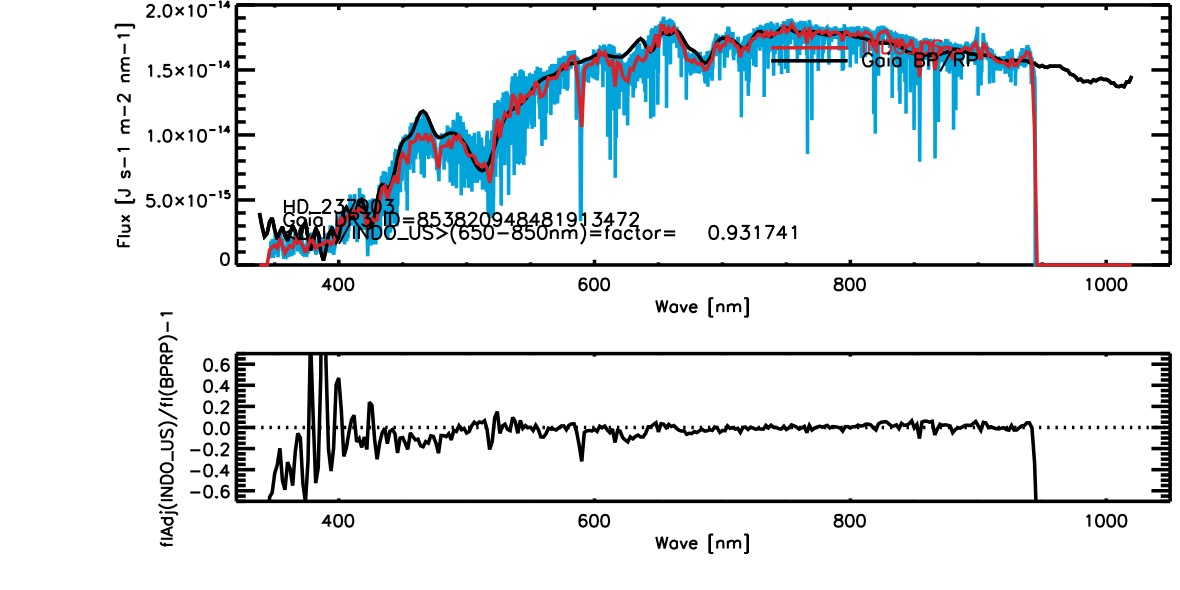 2.0×10−14
1.5×10−14
1.0×10−14
5.0×10−15
0
Flux [J s−1 m−2 nm−1]
Gaia BP/RP
HD_237903
Gaia DR3 ID=853820948481913472
INDO_US>(650−850nm)=factor= 0.931741
400 600 800 1000
Wave [nm]
flAdj(INDO_US)/fl(BPRP)−1
0.6
0.4
0.2
0.0
−0.2
−0.4
−0.6
400 600 800 1000
Wave [nm]